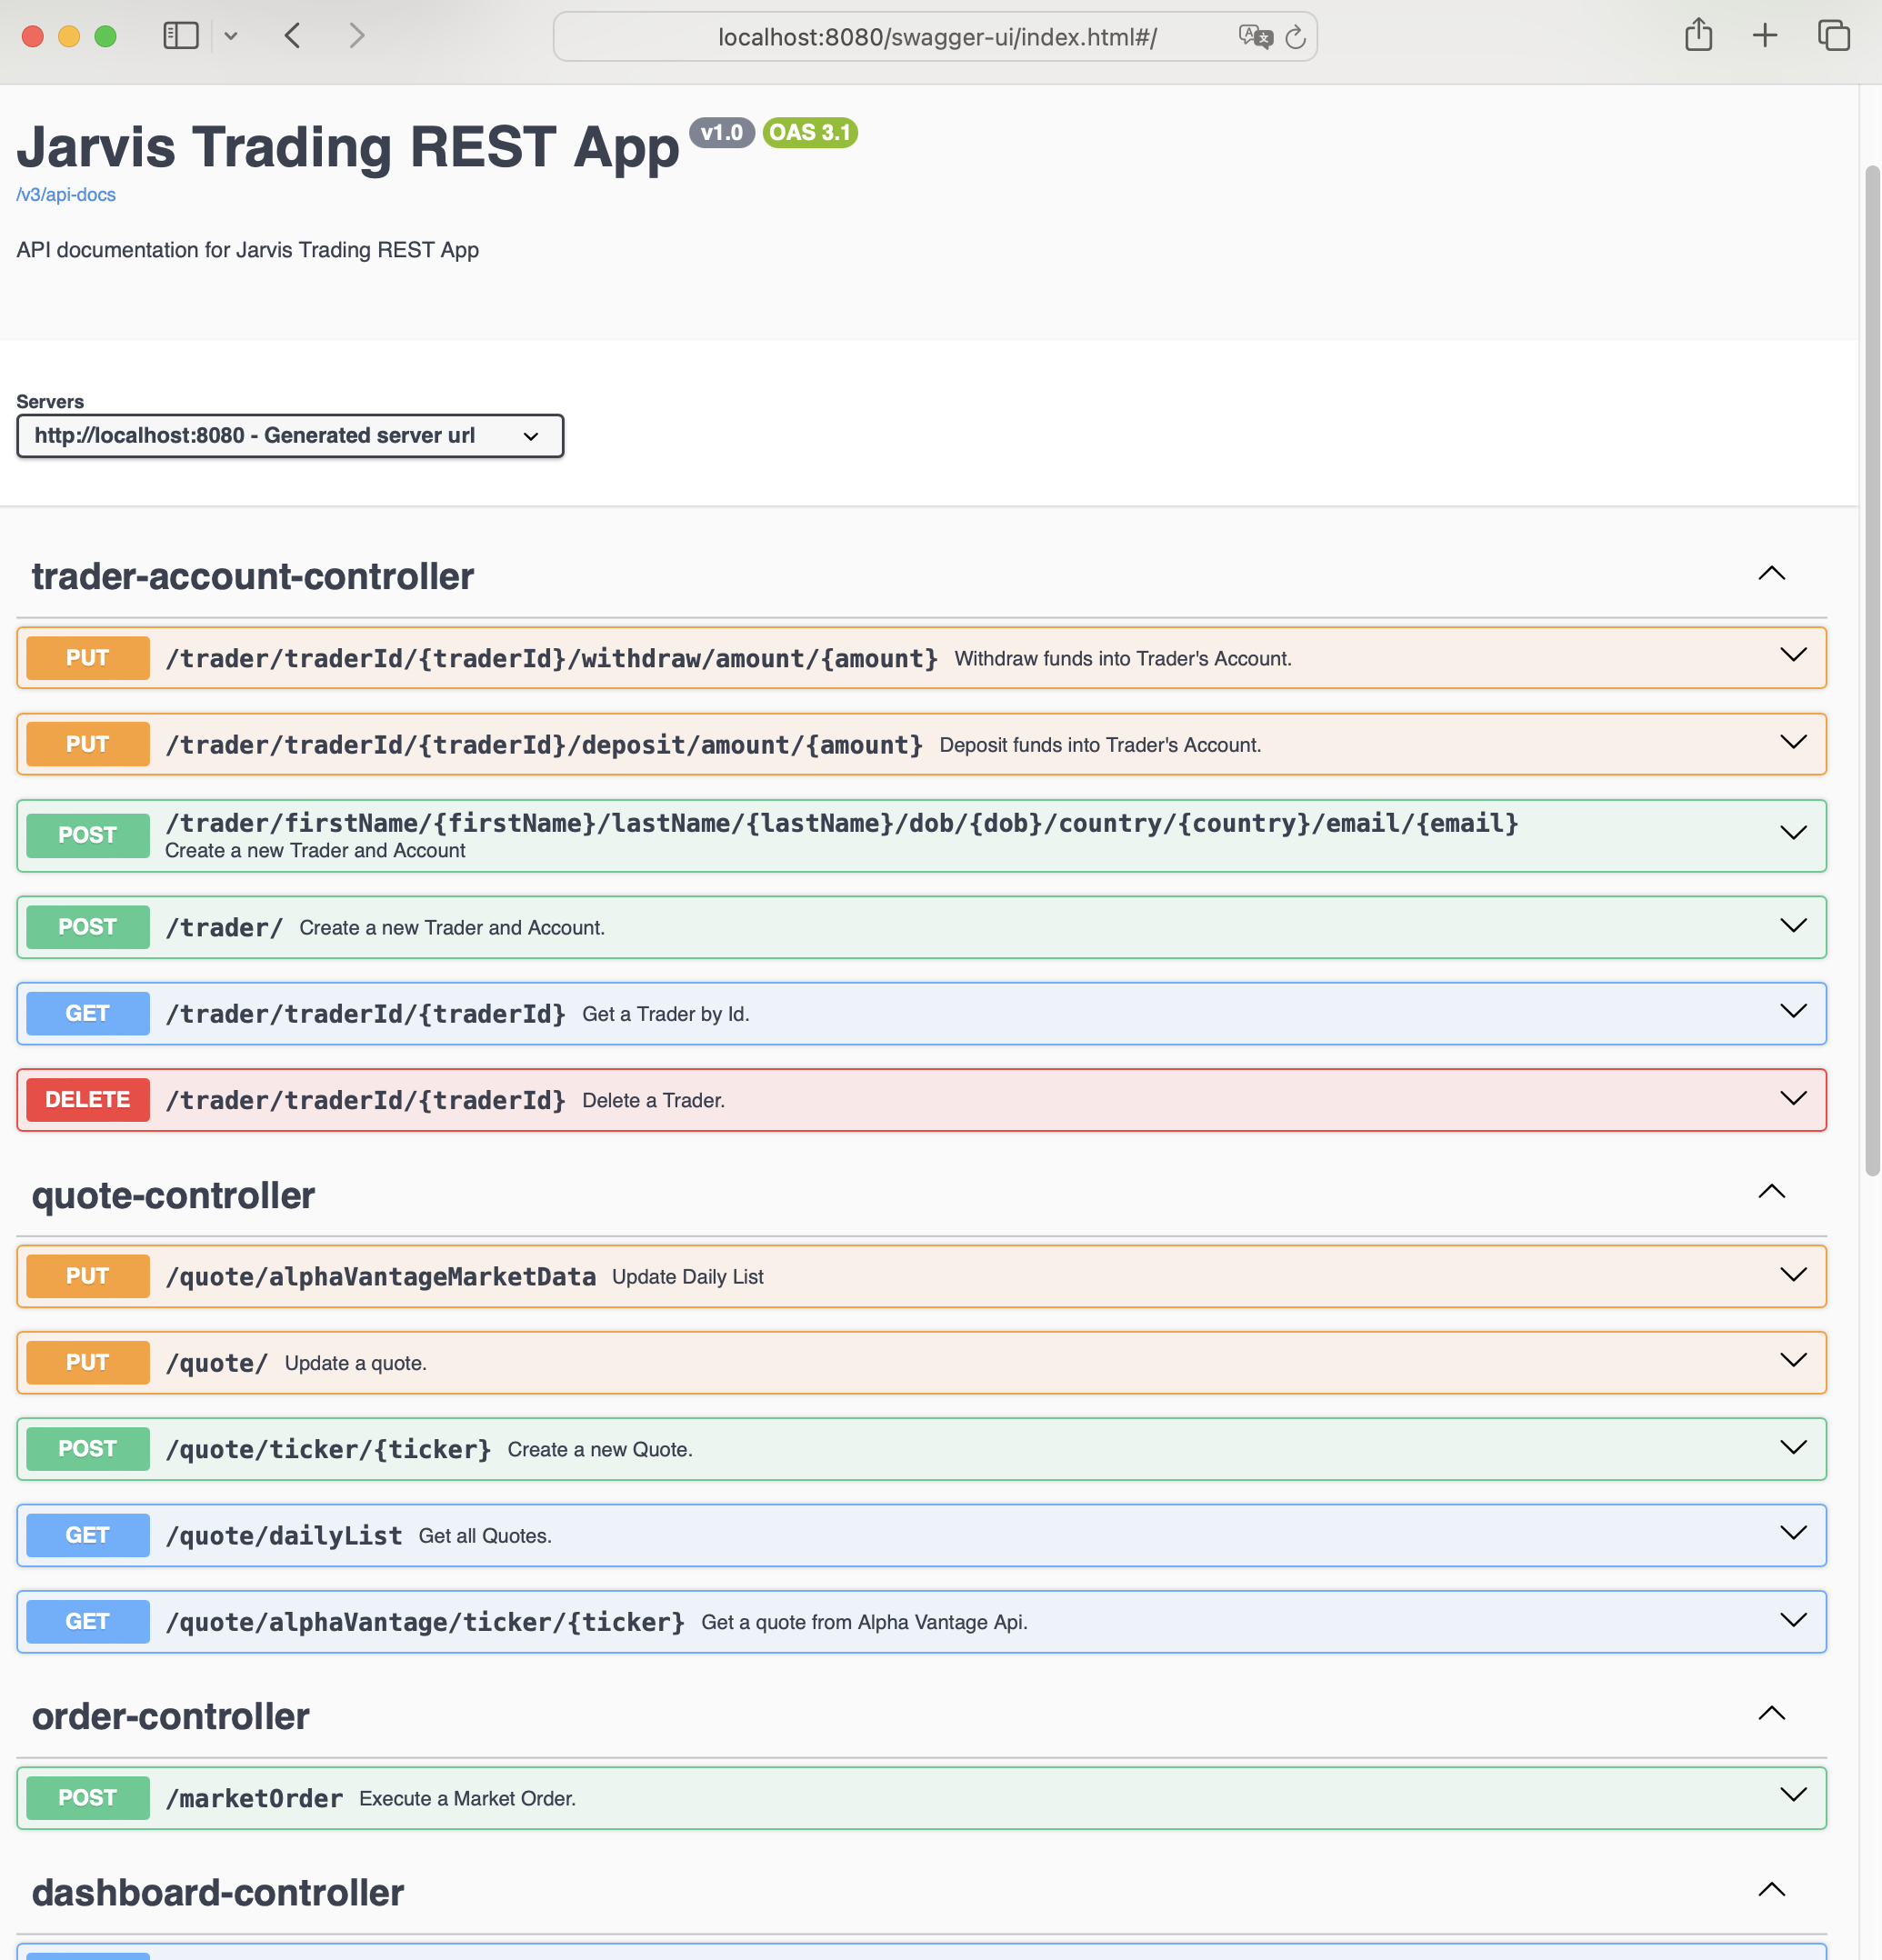 localhost:8080/swagger-ui/index.html#/
Jarvis Trading REST App v1.0 OAS 3.1
/v3/api-docs
API documentation for Jarvis Trading REST App
Servers
http://localhost:8080 - Generated server url
trader-account-controller
PUT /trader/traderId/{traderId}/withdraw/amount/{amount} Withdraw funds into Trader's Account.
PUT /trader/traderId/{traderId}/deposit/amount/{amount} Deposit funds into Trader's Account.
POST /trader/firstName/{firstName}/lastName/{lastName}/dob/{dob}/country/{country}/email/{email}
Create a new Trader and Account
POST /trader/ Create a new Trader and Account.
GET /trader/traderId/{traderId} Get a Trader by Id.
DELETE /trader/traderId/{traderId} Delete a Trader.
quote-controller
PUT /quote/alphaVantageMarketData Update Daily List
PUT /quote/ Update a quote.
POST /quote/ticker/{ticker} Create a new Quote.
GET /quote/dailyList Get all Quotes.
GET /quote/alphaVantage/ticker/{ticker} Get a quote from Alpha Vantage Api.
order-controller
POST /marketOrder Execute a Market Order.
dashboard-controller